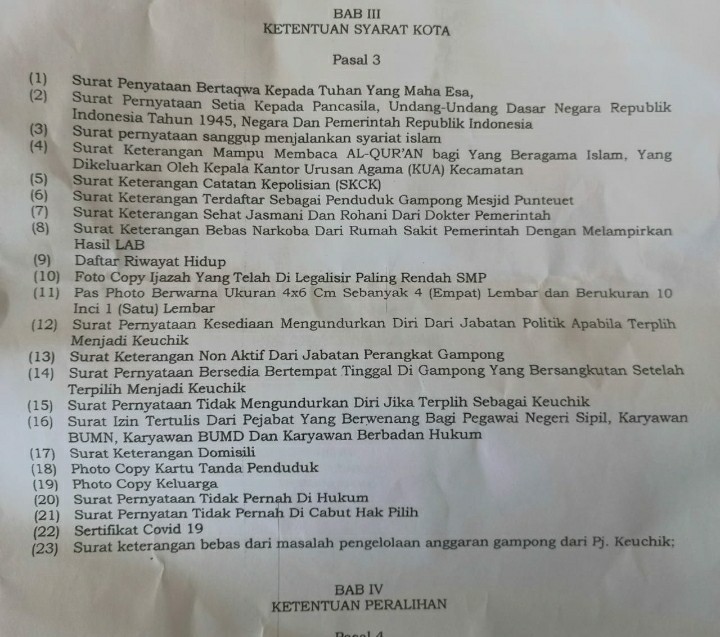 BAB III
KETENTUAN SYARAT KOTA
Pasal 3
(1) Surat Penyataan Bertaqwa Kepada Tuhan Yang Maha Esa,
(2) Surat Pernyataan Setia Kepada Pancasila, Undang-Undang Dasar Negara Republik
Indonesia Tahun 1945, Negara Dan Pemerintah Republik Indonesia
(3) Surat pernyataan sanggup menjalankan syariat islam
(4) Surat Keterangan Mampu Membaca AL-QUR'AN bagi Yang Beragama Islam, Yang
Dikeluarkan Oleh Kepala Kantor Urusan Agama (KUA) Kecamatan
(5) Surat Keterangan Catatan Kepolisian (SKCK)
(6) Surat Keterangan Terdaftar Sebagai Penduduk Gampong Mesjid Punteuet
(7) Surat Keterangan Sehat Jasmani Dan Rohani Dari Dokter Pemerintah
(8) Surat Keterangan Bebas Narkoba Dari Rumah Sakit Pemerintah Dengan Melampirkan
Hasil LAB
(9) Daftar Riwayat Hidup
(10) Foto Copy Ijazah Yang Telah Di Legalisir Paling Rendah SMP
(11) Pas Photo Berwarna Ukuran 4x6 Cm Sebanyak 4 (Empat) Lembar dan Berukuran 10
Inci 1 (Satu) Lembar
(12) Surat Pernyataan Kesediaan Mengundurkan Diri Dari Jabatan Politik Apabila Terplih
Menjadi Keuchik
(13) Surat Keterangan Non Aktif Dari Jabatan Perangkat Gampong
(14) Surat Pernyataan Bersedia Bertempat Tinggal Di Gampong Yang Bersangkutan Setelah
Terpilih Menjadi Keuchik
(15) Surat Pernyataan Tidak Mengundurkan Diri Jika Terplih Sebagai Keuchik
(16) Surat Izin Tertulis Dari Pejabat Yang Berwenang Bagi Pegawai Negeri Sipil, Karyawan
BUMN, Karyawan BUMD Dan Karyawan Berbadan Hukum
(17) Surat Keterangan Domisili
(18) Photo Copy Kartu Tanda Penduduk
(19) Photo Copy Keluarga
(20) Surat Pernyataan Tidak Pernah Di Hukum
(21) Surat Pernyatan Tidak Pernah Di Cabut Hak Pilih
(22) Sertifikat Covid 19
(23) Surat keterangan bebas dari masalah pengelolaan anggaran gampong dari Pj. Keuchik;
BAB IV
KETENTUAN PERALIHAN
Pasal 4